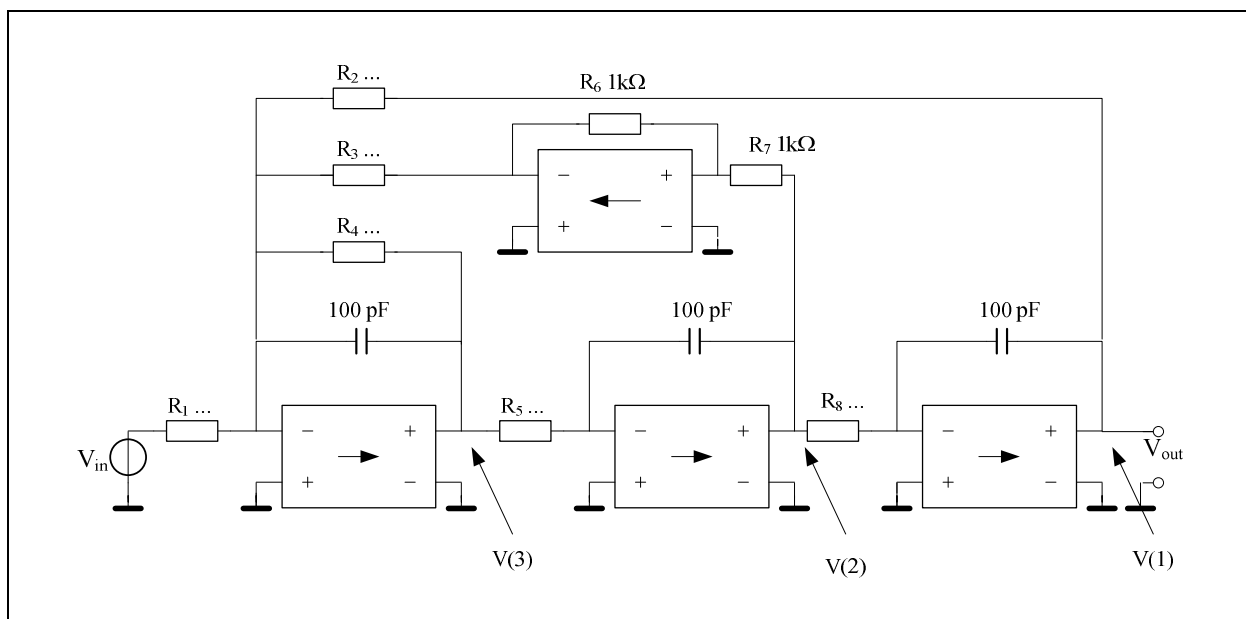 R₂ ...
R₆ 1kΩ
R₃ ...
R₇ 1kΩ
− +
+ −
R₄ ...
100 pF 100 pF 100 pF
R₁ ... R₅ ... R₈ ...
Vin
− + − + − +
+ − + − + −
Vout
V(3) V(2) V(1)